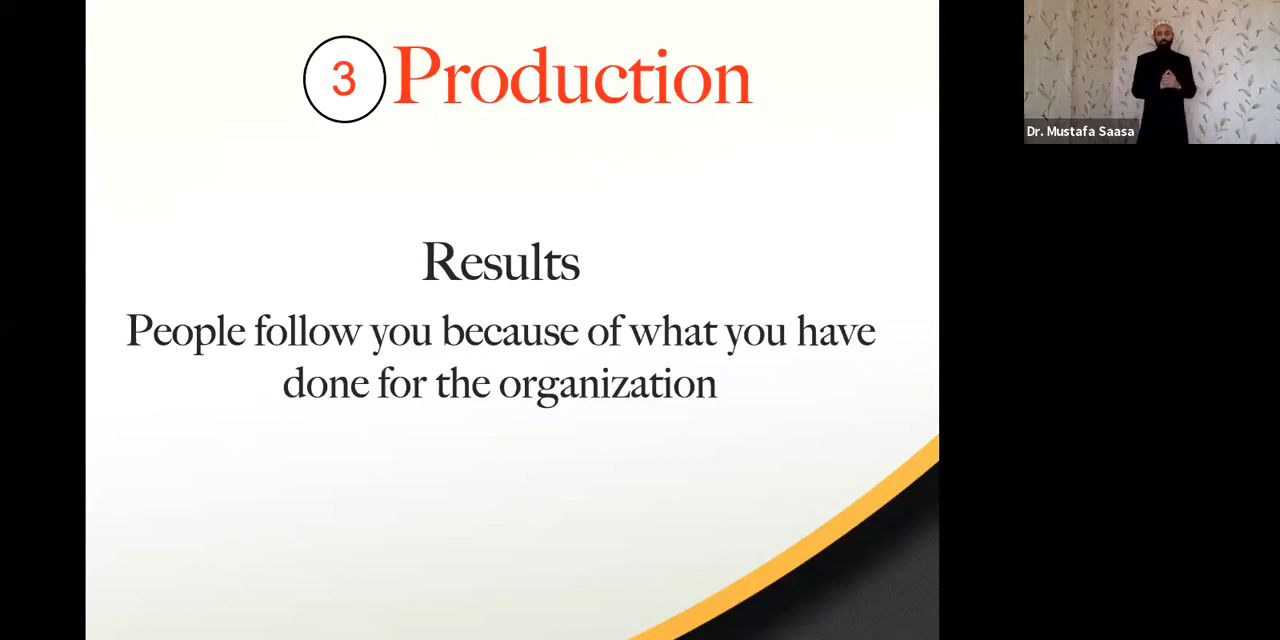 3 Production
Results
People follow you because of what you have
done for the organization
Dr. Mustafa Saasa